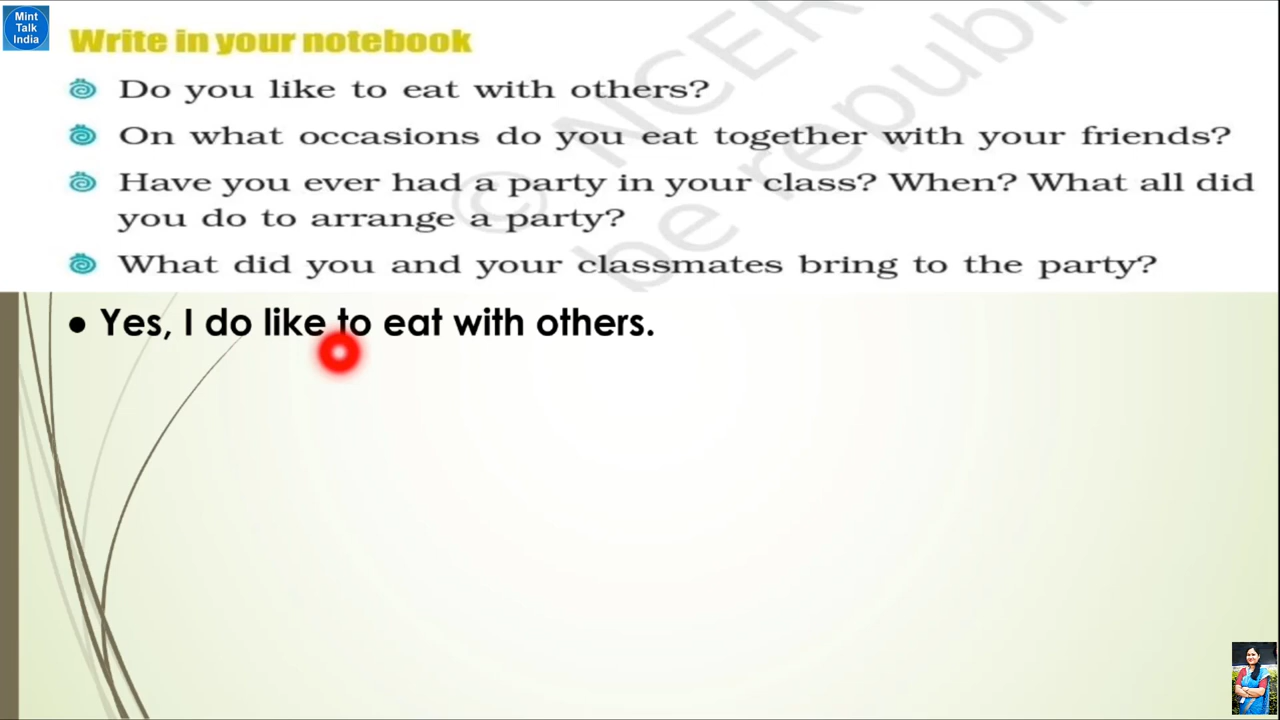 Mint
Talk
India
Write in your notebook
Do you like to eat with others?
On what occasions do you eat together with your friends?
Have you ever had a party in your class? When? What all did
you do to arrange a party?
What did you and your classmates bring to the party?
© NCER
be republi
● Yes, I do like to eat with others.